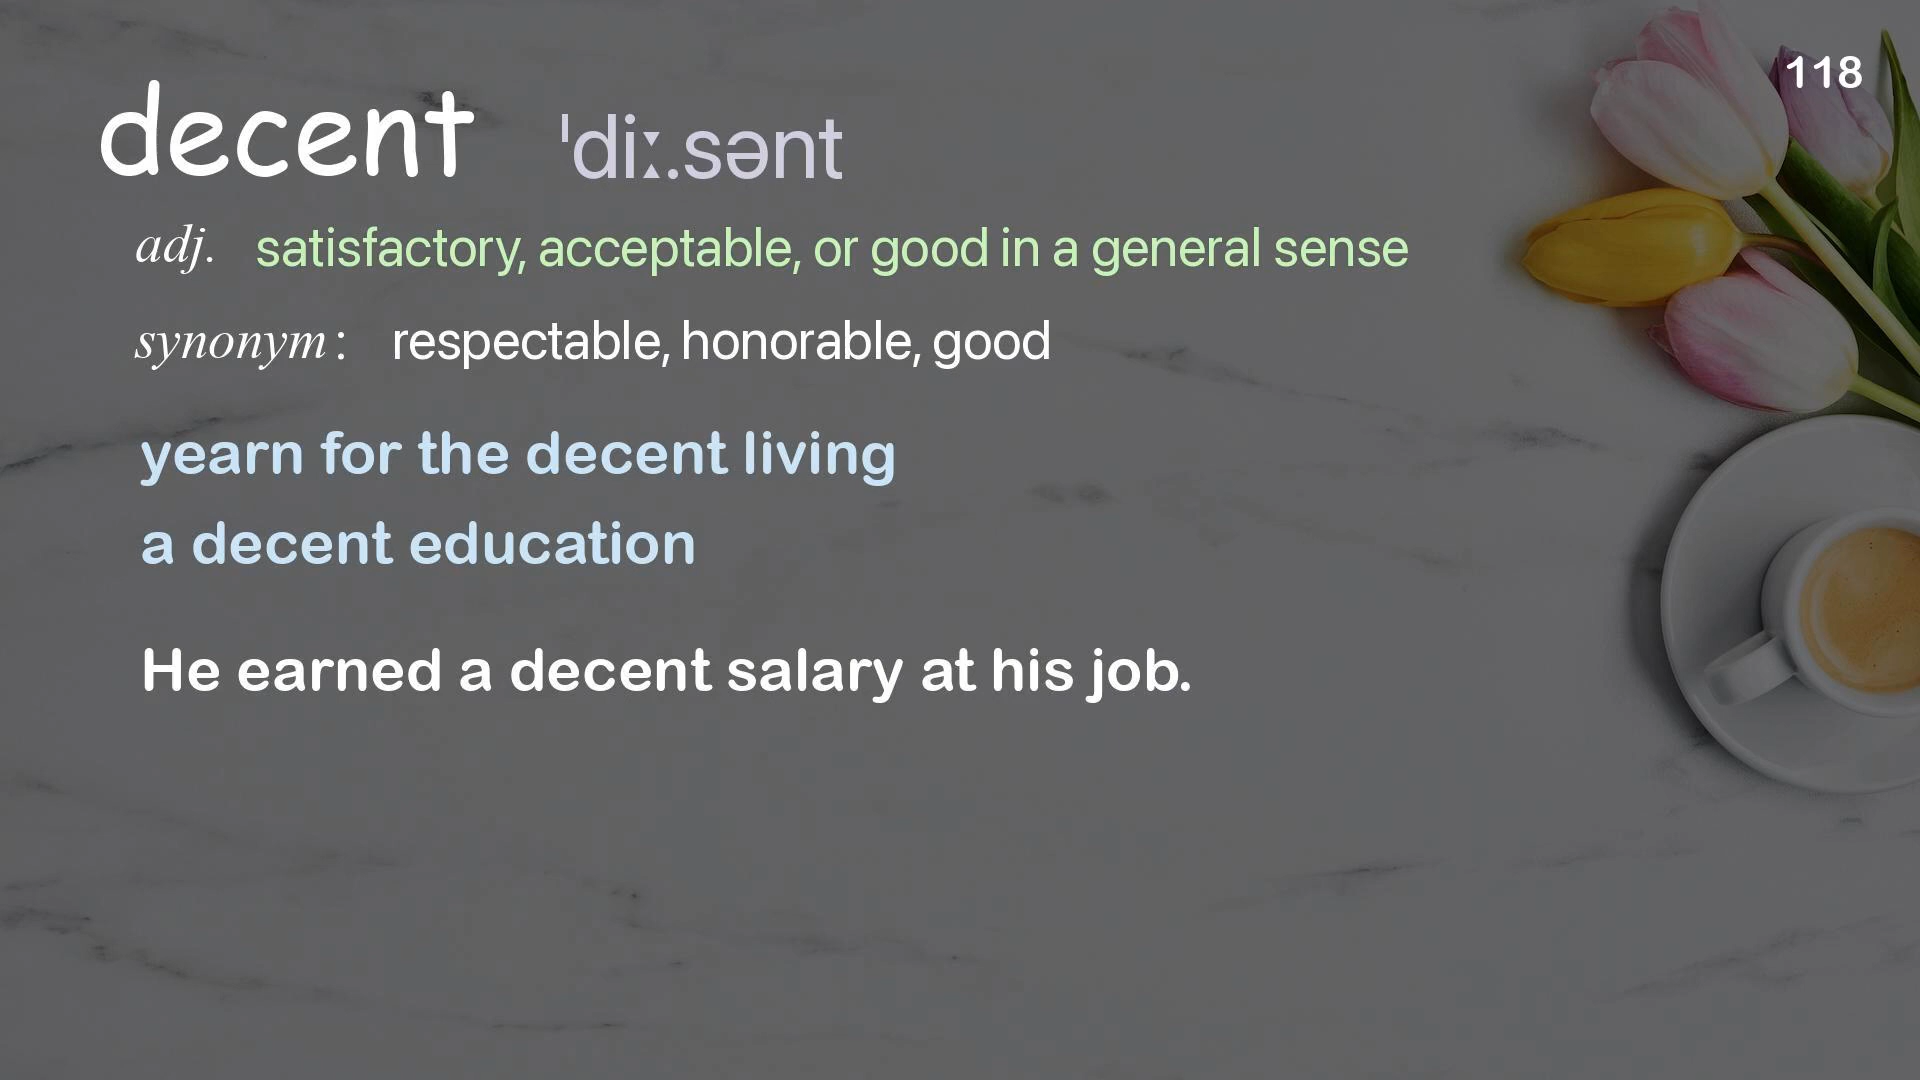 118
decent ˈdiː.sənt
adj. satisfactory, acceptable, or good in a general sense
synonym: respectable, honorable, good
yearn for the decent living
a decent education
He earned a decent salary at his job.